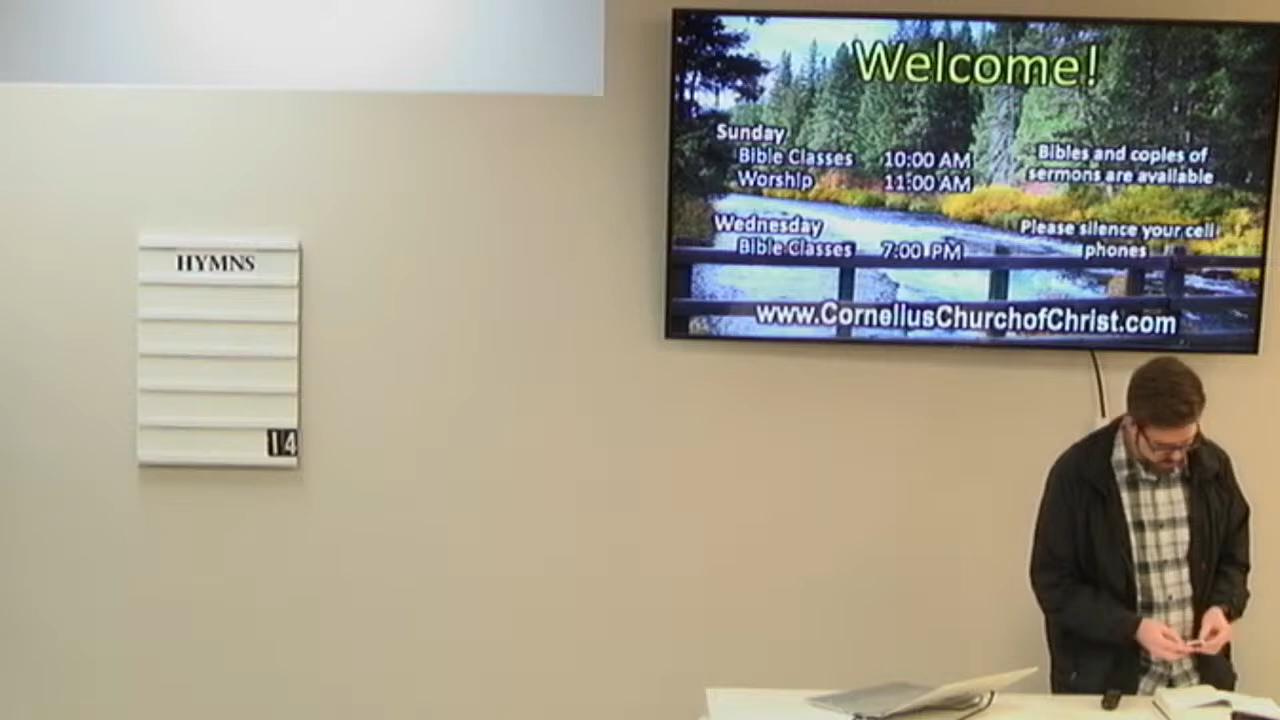 HYMNS
14
Welcome!
Sunday
Bible Classes 10:00 AM
Worship 11:00 AM
Wednesday
Bible Classes 7:00 PM
Bibles and copies of
sermons are available
Please silence your cell
phones
www.CorneliusChurchofChrist.com